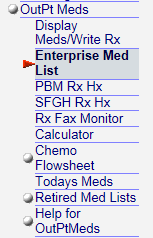 OutPt Meds
Display
Meds/Write Rx
Enterprise Med
List
PBM Rx Hx
SFGH Rx Hx
Rx Fax Monitor
Calculator
Chemo
Flowsheet
Todays Meds
Retired Med Lists
Help for
OutPtMeds